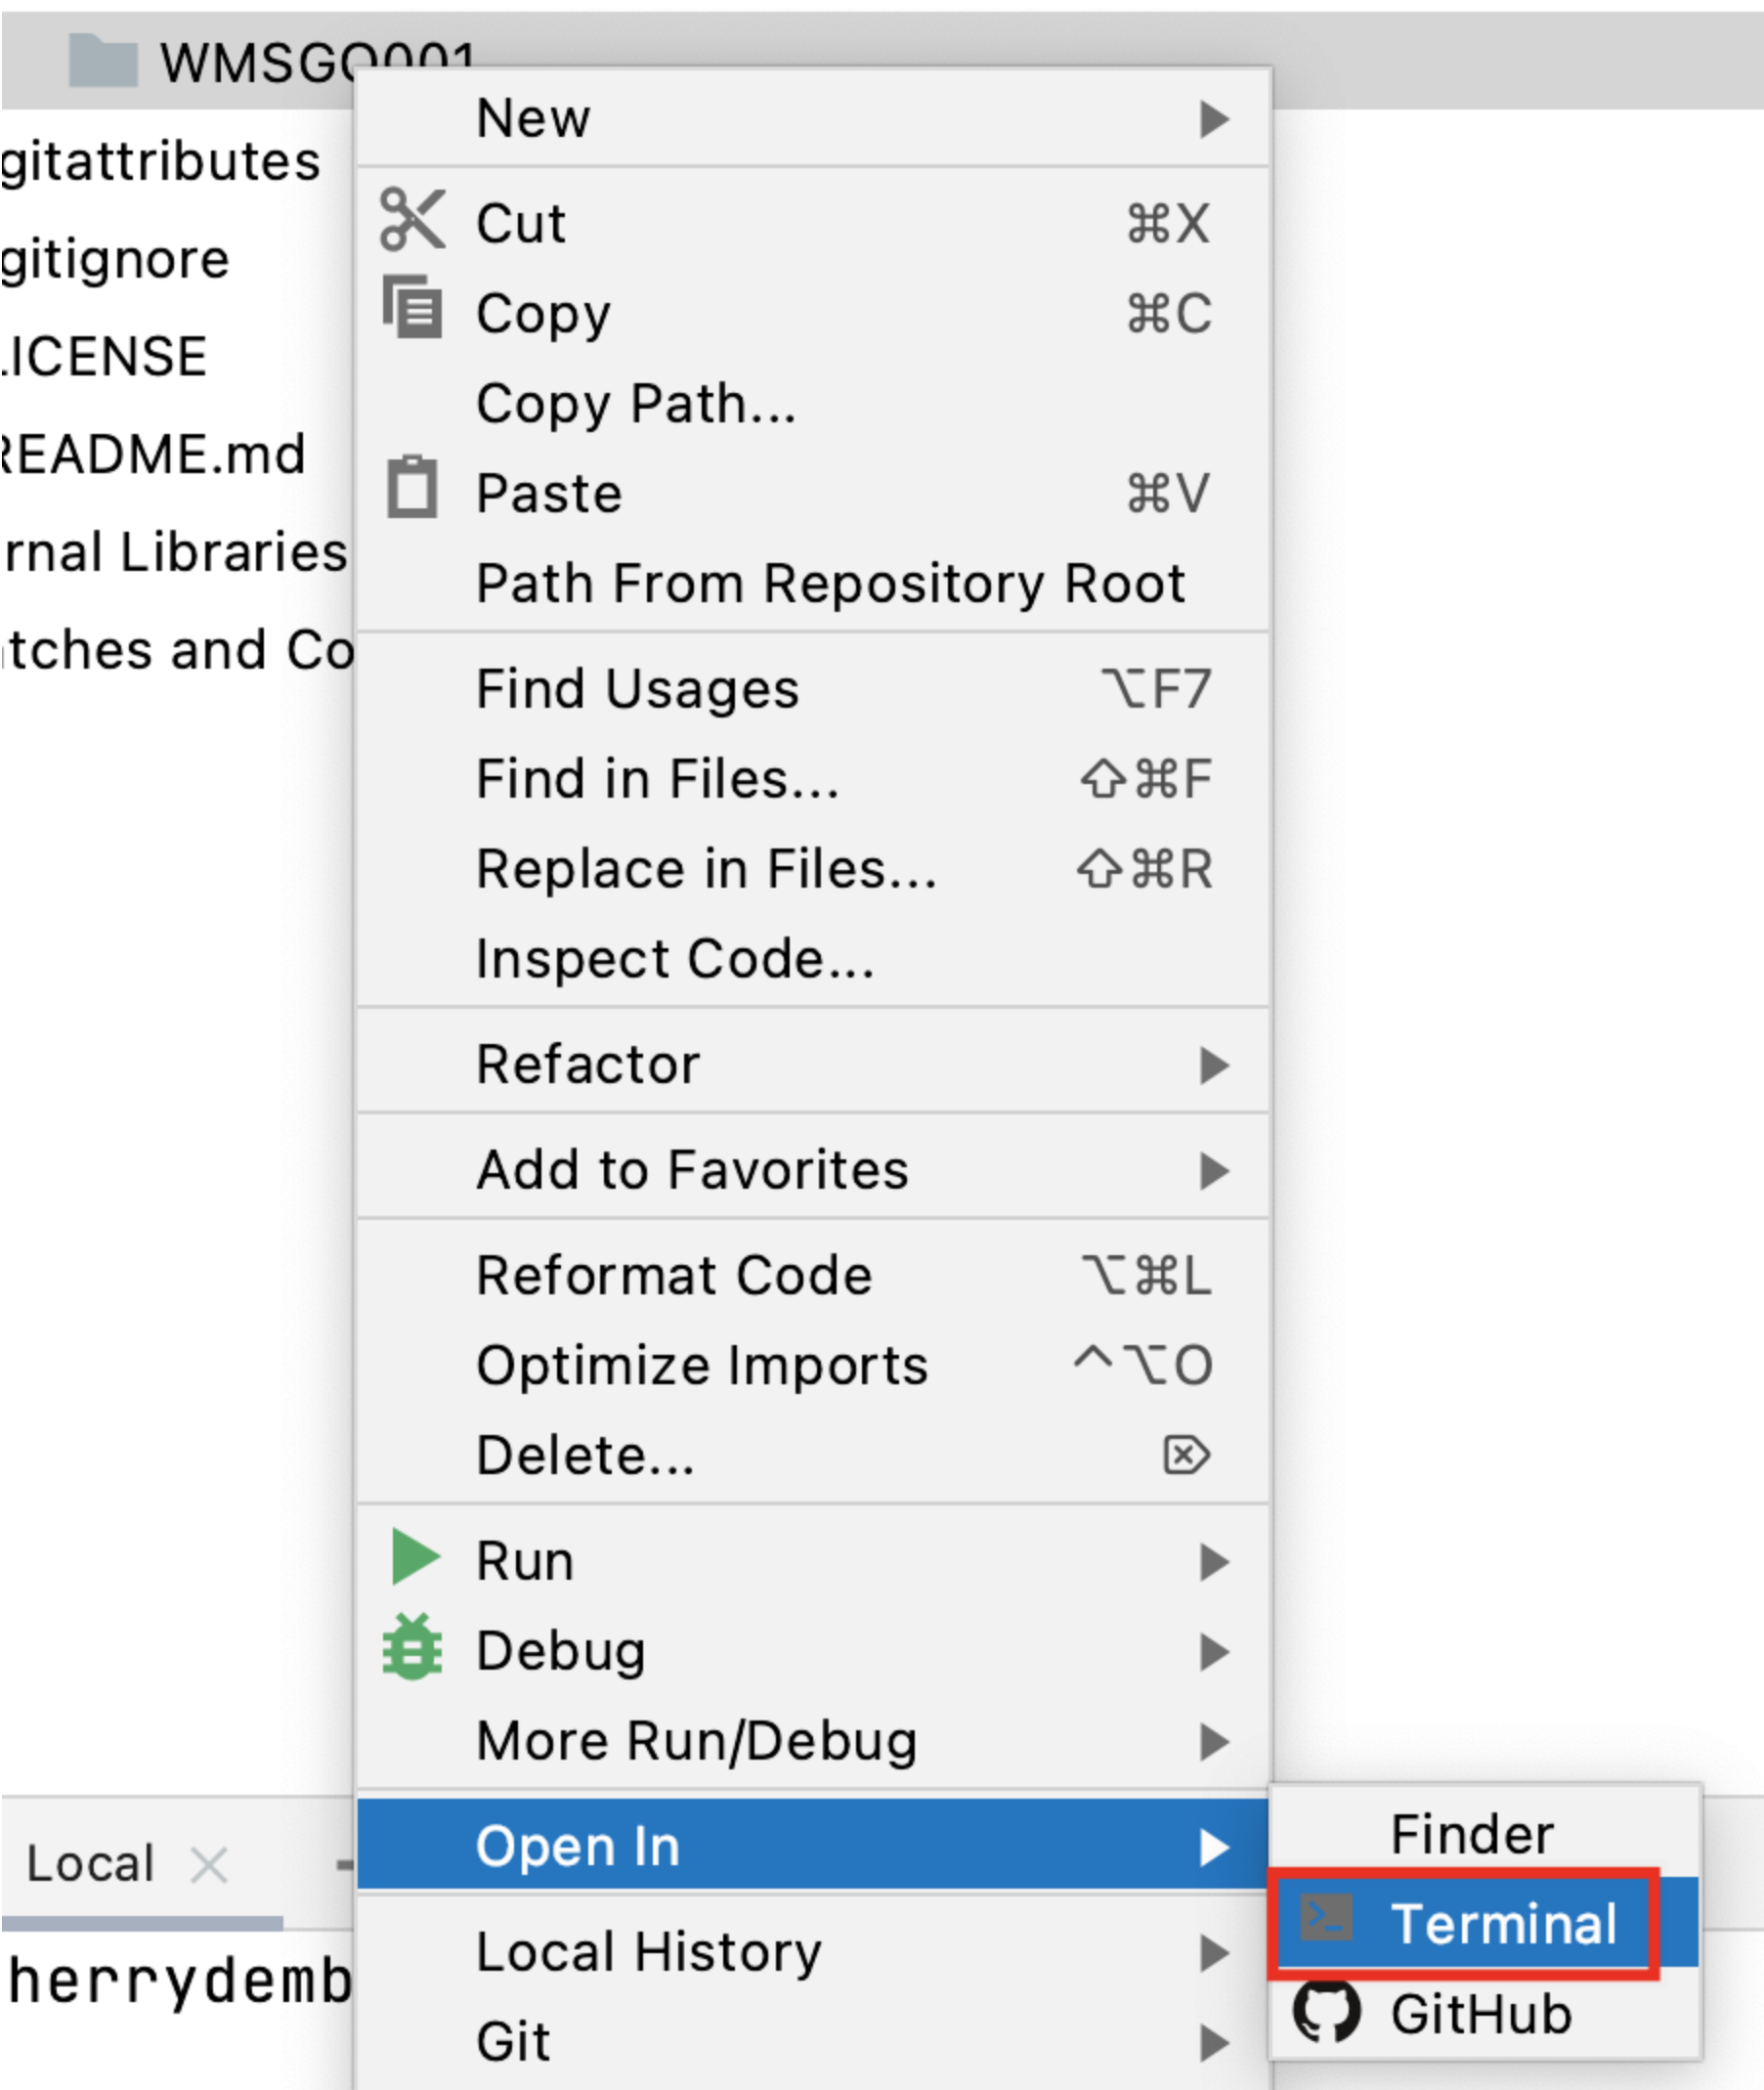 WMSGO001
New
gitattributes
Cut ⌘X
gitignore
Copy ⌘C
LICENSE
Copy Path...
README.md
Paste ⌘V
rnal Libraries
Path From Repository Root
tches and Co
Find Usages ⌥F7
Find in Files... ⇧⌘F
Replace in Files... ⇧⌘R
Inspect Code...
Refactor
Add to Favorites
Reformat Code ⌥⌘L
Optimize Imports ^⌥O
Delete... ⌦
Run
Debug
More Run/Debug
Open In
Finder
Local
Terminal
Local History
herrydemb
GitHub
Git